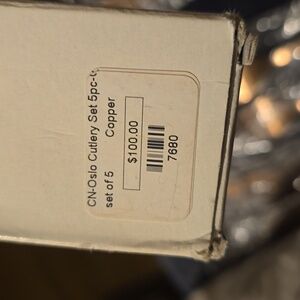 CN-Oslo Cutlery Set 5pc-
set of 5 Copper
$100.00
7680